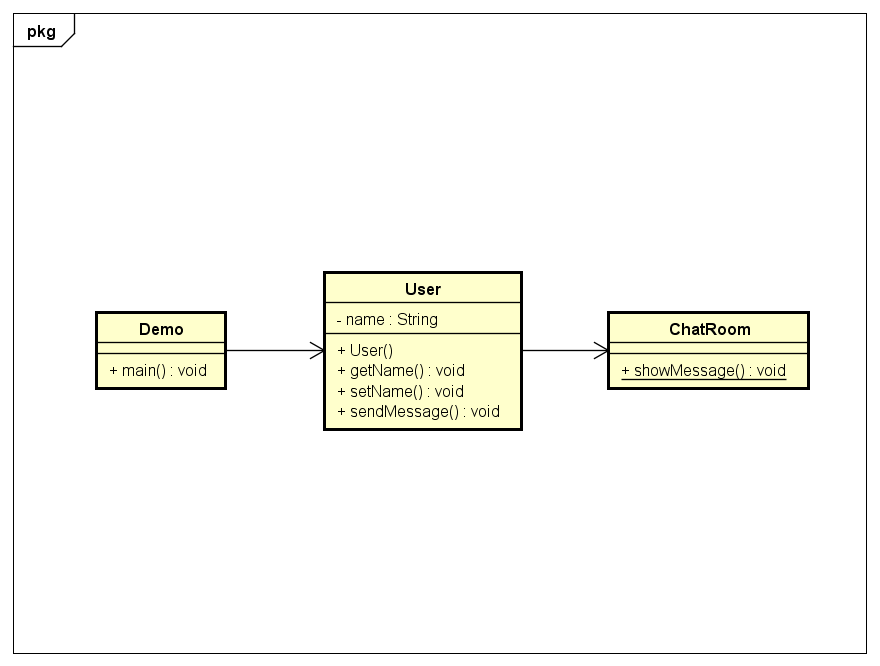 pkg
Demo
+ main() : void
User
- name : String
+ User()
+ getName() : void
+ setName() : void
+ sendMessage() : void
ChatRoom
+ showMessage() : void